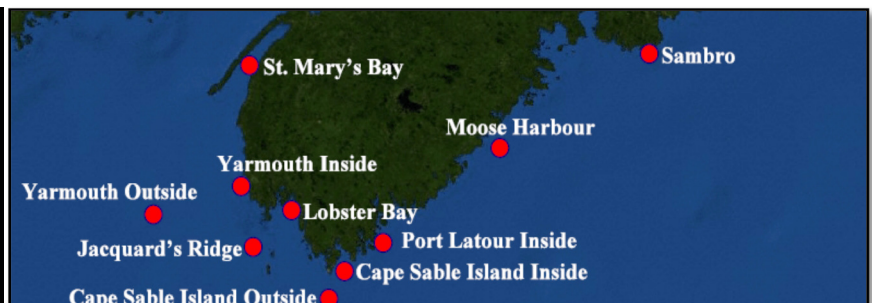 Sambro
St. Mary's Bay
Moose Harbour
Yarmouth Inside
Yarmouth Outside
Lobster Bay
Port Latour Inside
Jacquard's Ridge
Cape Sable Island Inside
Cape Sable Island Outside